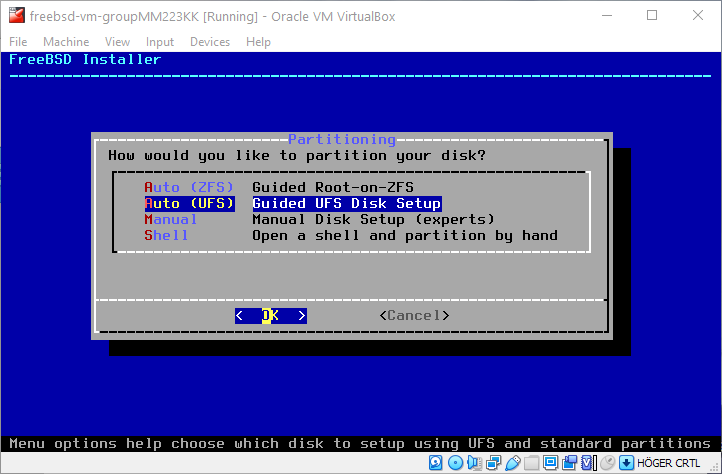 freebsd-vm-groupMM223KK [Running] - Oracle VM VirtualBox
File Machine View Input Devices Help
FreeBSD Installer
Partitioning
How would you like to partition your disk?
Auto (ZFS) Guided Root-on-ZFS
Auto (UFS) Guided UFS Disk Setup
Manual Manual Disk Setup (experts)
Shell Open a shell and partition by hand
< OK > <Cancel>
Menu options help choose which disk to setup using UFS and standard partitions
HÖGER CRTL